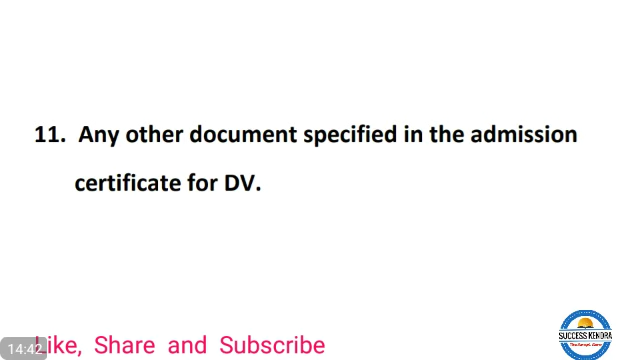 11. Any other document specified in the admission
certificate for DV.
Like, Share and Subscribe
14:42
SUCCESS KENDRA